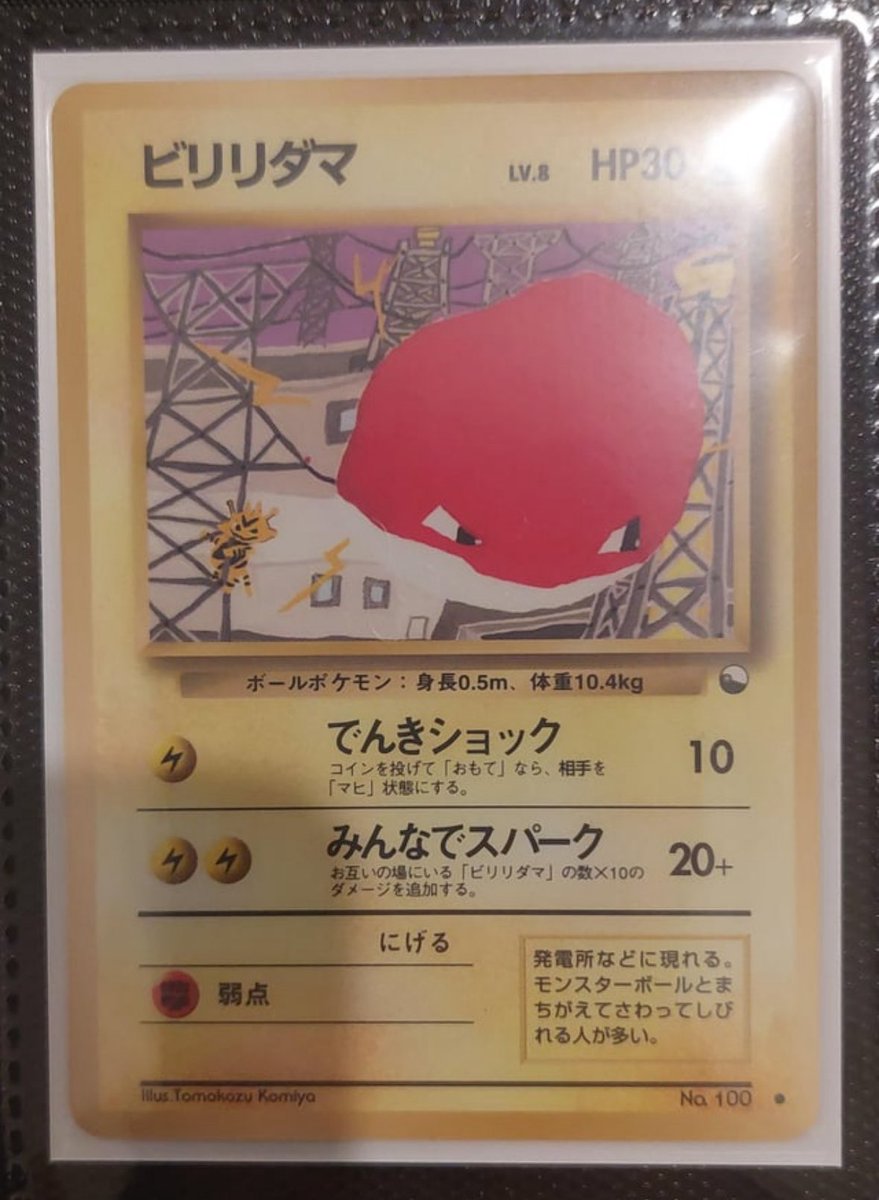 ビリリダマ LV.8 HP30
ボールポケモン：身長0.5m、体重10.4kg
でんきショック 10
コインを投げて「おもて」なら、相手を
「マヒ」状態にする。
みんなでスパーク 20+
お互いの場にいる「ビリリダマ」の数×10の
ダメージを追加する。
にげる
弱点
発電所などに現れる。
モンスターボールとま
ちがえてさわってしび
れる人が多い。
Illus.Tomokazu Komiya
No. 100 ●